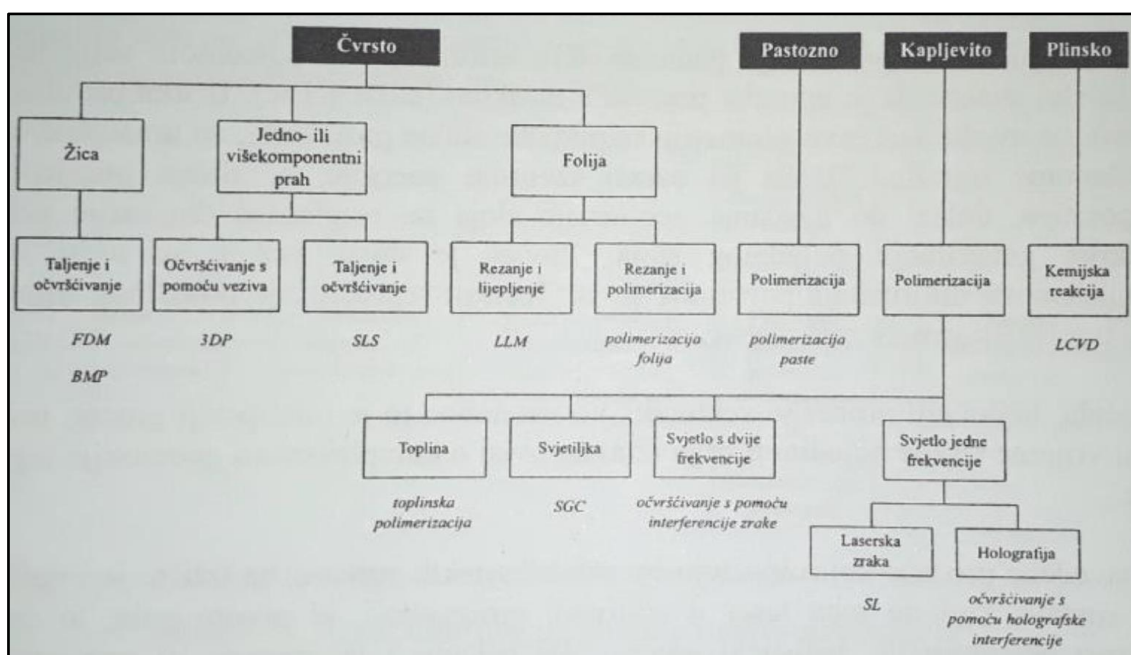 Čvrsto
Pastozno
Kapljevito
Plinsko
Žica
Jedno- ili
višekomponentni
prah
Folija
Taljenje i
očvršćivanje
Očvršćivanje s
pomoću veziva
Taljenje i
očvršćivanje
Rezanje i
lijepljenje
Rezanje i
polimerizacija
Polimerizacija
Polimerizacija
Kemijska
reakcija
FDM
BMP
3DP
SLS
LLM
polimerizacija
folija
polimerizacija
paste
LCVD
Toplina
Svjetiljka
Svjetlo s dvije
frekvencije
Svjetlo jedne
frekvencije
toplinska
polimerizacija
SGC
očvršćivanje s pomoću
interferencije zrake
Laserska
zraka
Holografija
SL
očvršćivanje s
pomoću holografske
interferencije